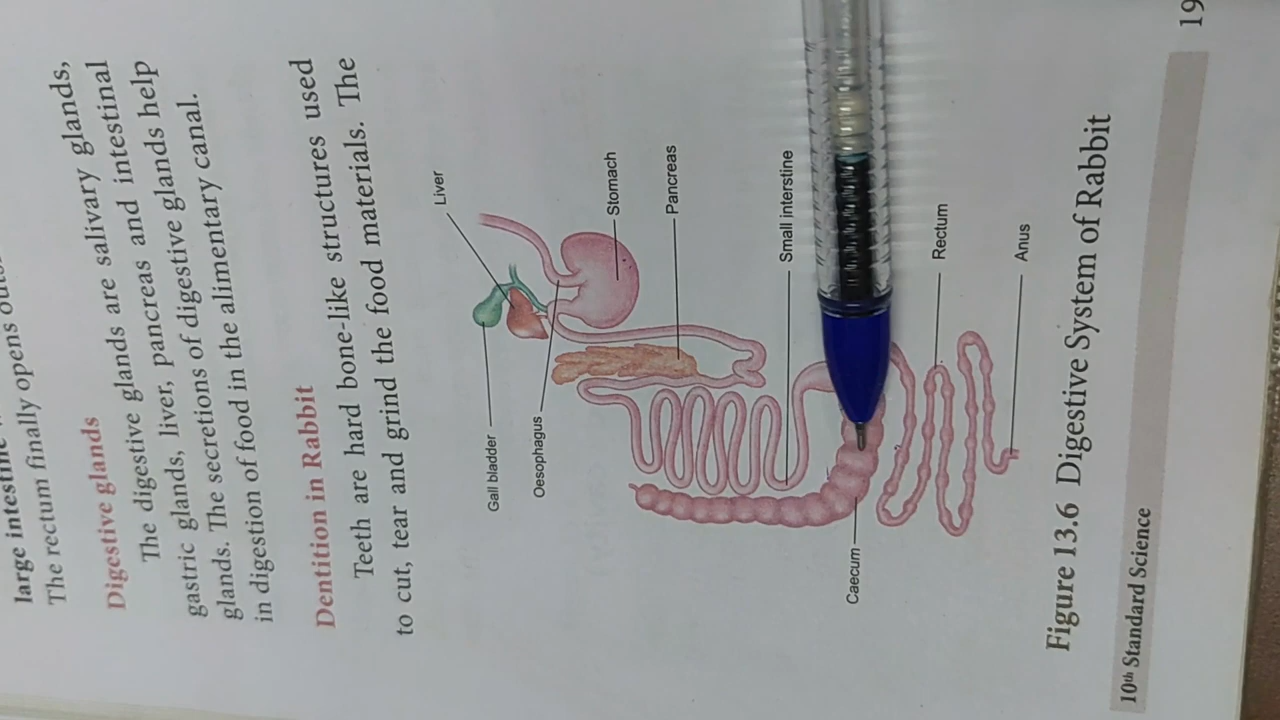 large intestine
The rectum finally opens
Digestive glands
The digestive glands are salivary glands,
gastric glands, liver, pancreas and intestinal
glands. The secretions of digestive glands help
in digestion of food in the alimentary canal.
Dentition in Rabbit
Teeth are hard bone-like structures used
to cut, tear and grind the food materials. The
Liver
Gall bladder
Oesophagus
Stomach
Pancreas
Small interstine
Caecum
Rectum
Anus
Figure 13.6 Digestive System of Rabbit
10th Standard Science